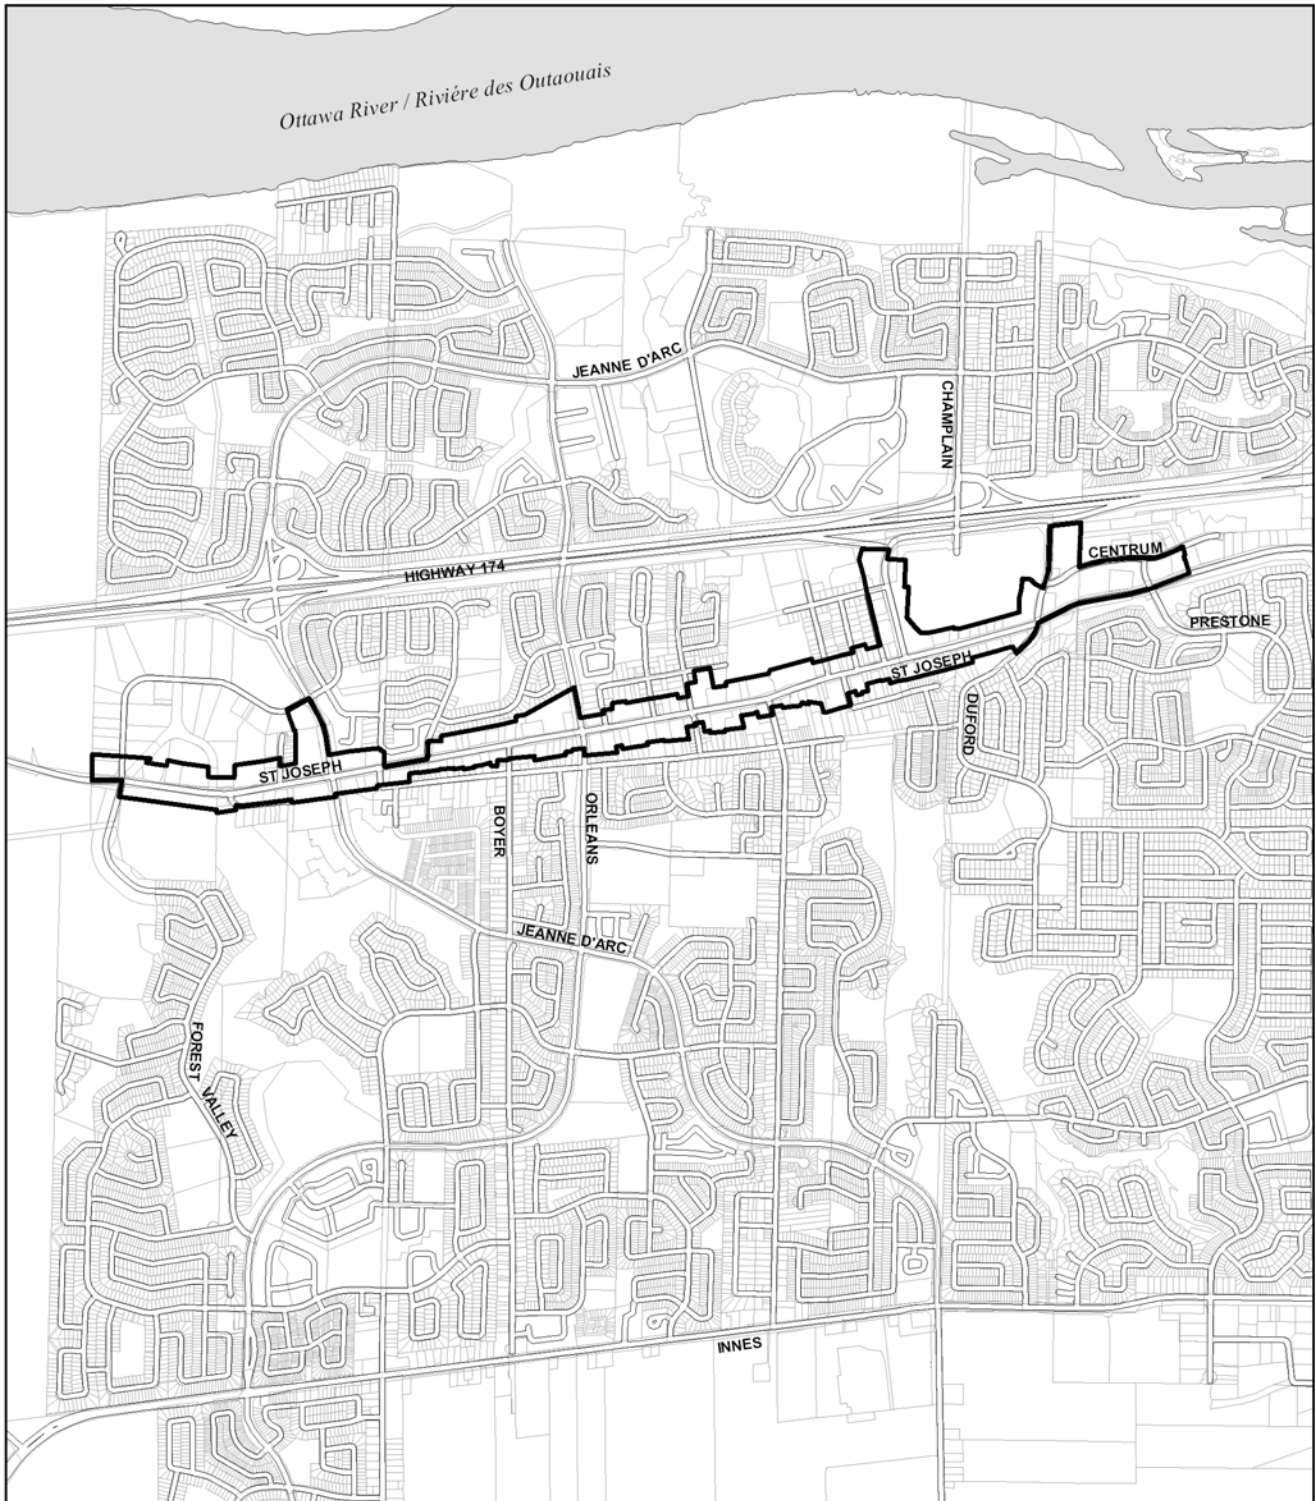 Ottawa River / Riviére des Outaouais
JEANNE D'ARC
CHAMPLAIN
HIGHWAY 174
CENTRUM
PRESTONE
ST JOSEPH
DUFORD
ST JOSEPH
BOYER
ORLEANS
JEANNE D'ARC
FOREST VALLEY
INNES